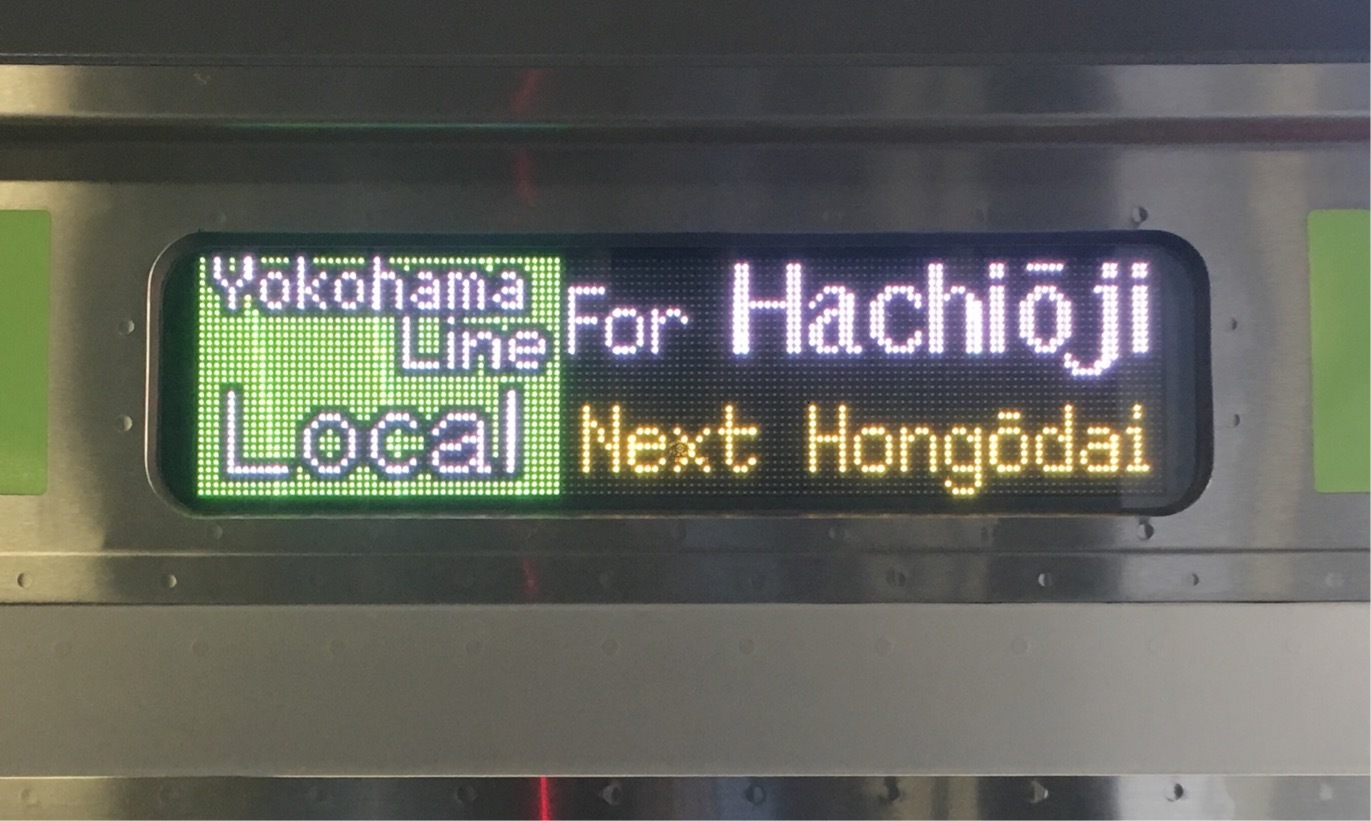 Yokohama
Line
Local
For Hachiōji
Next Hongōdai